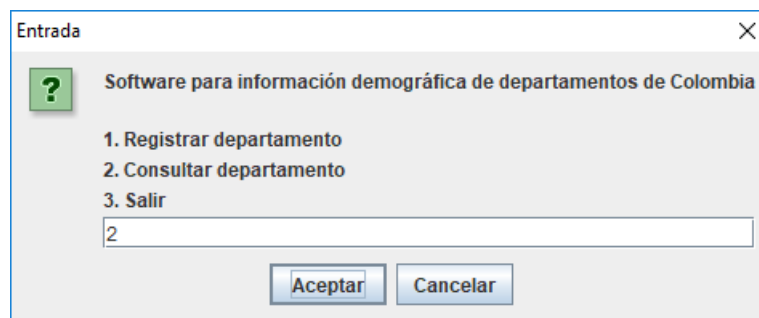 Entrada
?
Software para información demográfica de departamentos de Colombia
1. Registrar departamento
2. Consultar departamento
3. Salir
2
Aceptar Cancelar